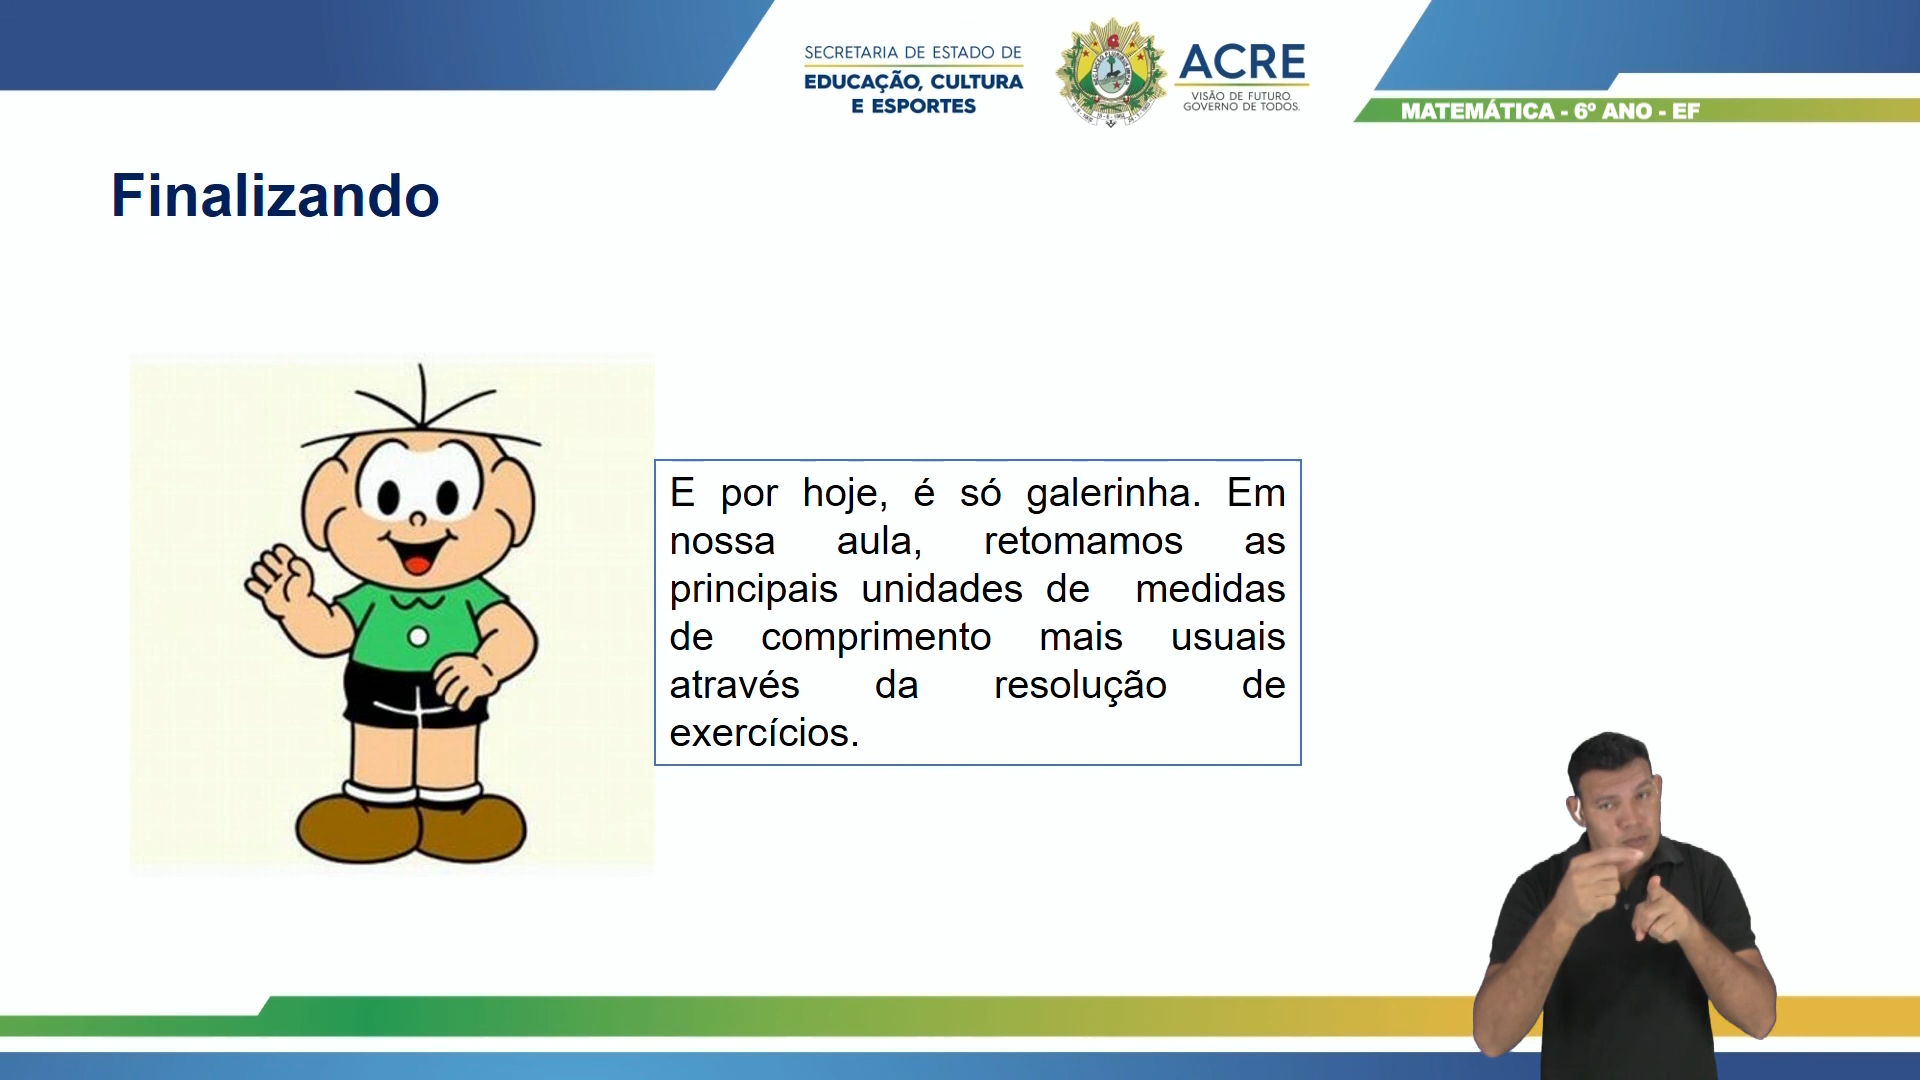 SECRETARIA DE ESTADO DE
EDUCAÇÃO, CULTURA
E ESPORTES
ACRE
VISÃO DE FUTURO.
GOVERNO DE TODOS.
MATEMÁTICA - 6º ANO - EF
Finalizando
E por hoje, é só galerinha. Em
nossa aula, retomamos as
principais unidades de medidas
de comprimento mais usuais
através da resolução de
exercícios.